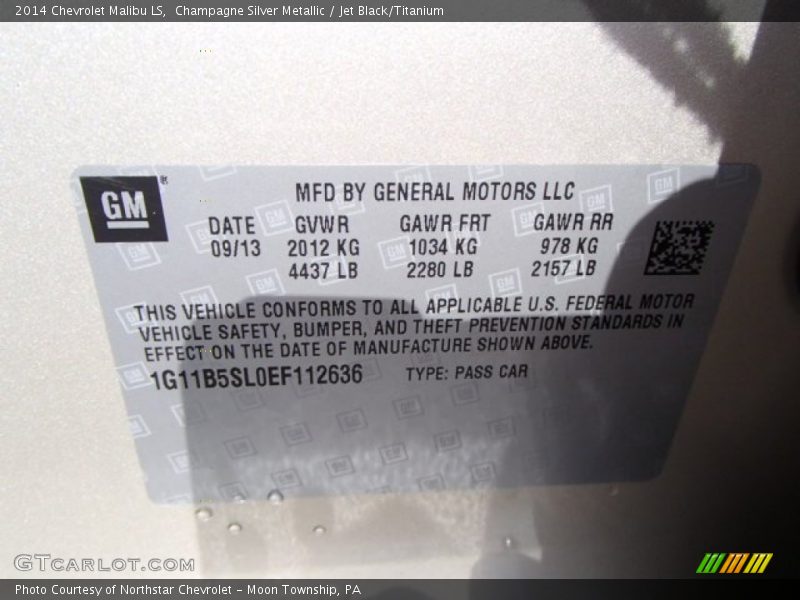 2014 Chevrolet Malibu LS,  Champagne Silver Metallic / Jet Black/Titanium
GM
MFD BY GENERAL MOTORS LLC
DATE GVWR GAWR FRT GAWR RR
09/13 2012 KG 1034 KG 978 KG
4437 LB 2280 LB 2157 LB
THIS VEHICLE CONFORMS TO ALL APPLICABLE U.S. FEDERAL MOTOR
VEHICLE SAFETY, BUMPER, AND THEFT PREVENTION STANDARDS IN
EFFECT ON THE DATE OF MANUFACTURE SHOWN ABOVE.
1G11B5SL0EF112636 TYPE: PASS CAR
GTCARLOT.COM
Photo Courtesy of Northstar Chevrolet - Moon Township, PA